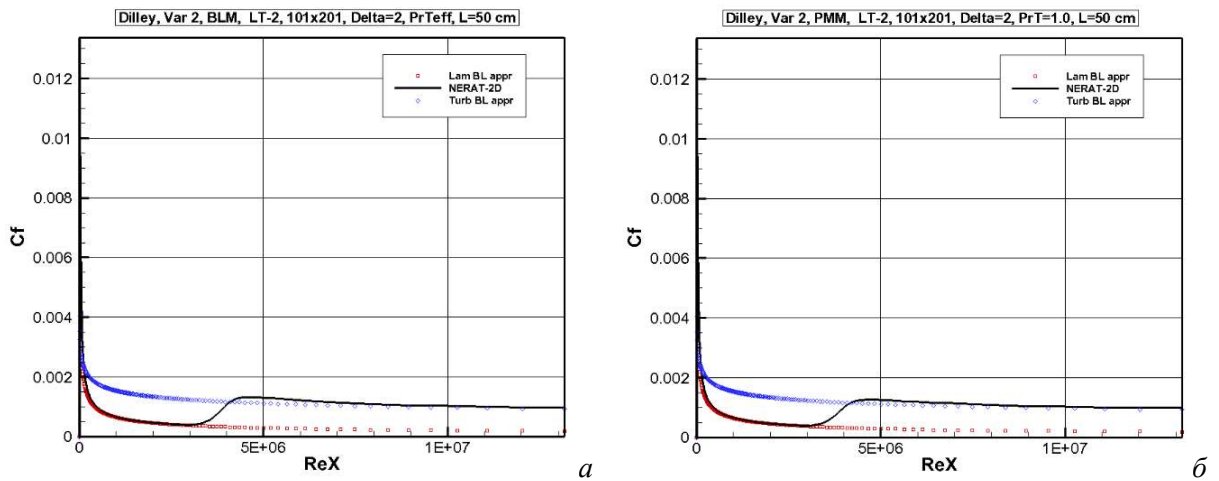 Dilley, Var 2, BLM, LT-2, 101x201, Delta=2, PrTeff, L=50 cm
0.012
0.01
0.008
0.006
0.004
0.002
0
Cf
Lam BL appr
NERAT-2D
Turb BL appr
0
5E+06
1E+07
ReX
а
Dilley, Var 2, PMM, LT-2, 101x201, Delta=2, PrT=1.0, L=50 cm
0.012
0.01
0.008
0.006
0.004
0.002
0
Cf
Lam BL appr
NERAT-2D
Turb BL appr
0
5E+06
1E+07
ReX
б